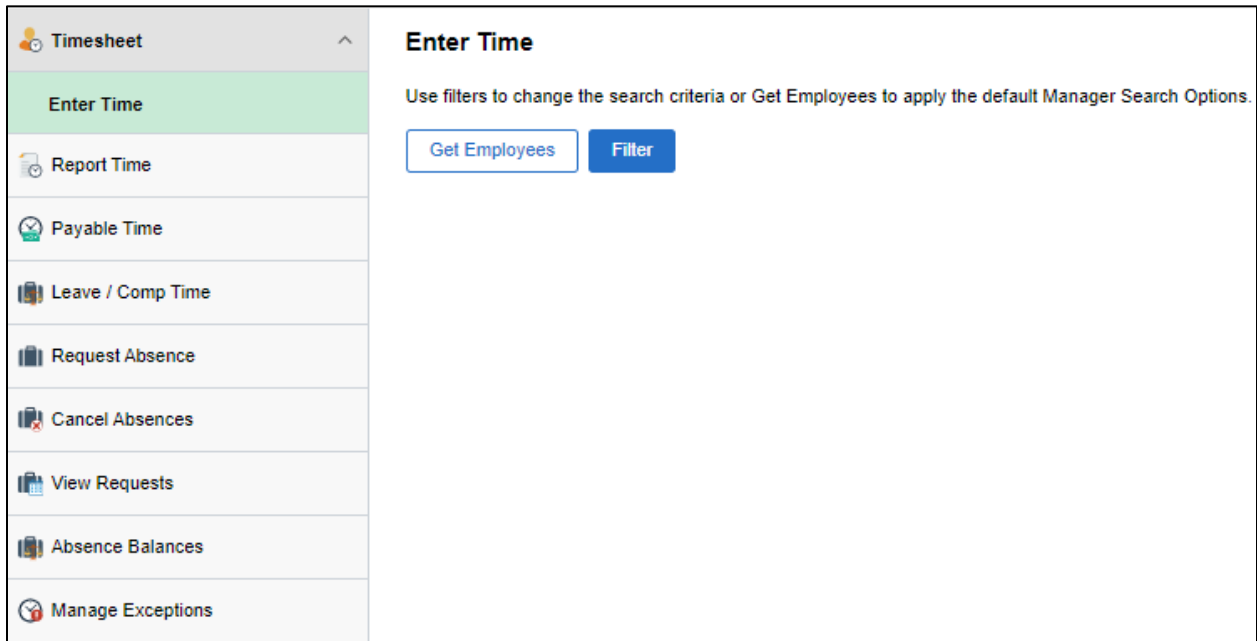 Timesheet
Enter Time
Report Time
Payable Time
Leave / Comp Time
Request Absence
Cancel Absences
View Requests
Absence Balances
Manage Exceptions
Enter Time
Use filters to change the search criteria or Get Employees to apply the default Manager Search Options.
Get Employees
Filter